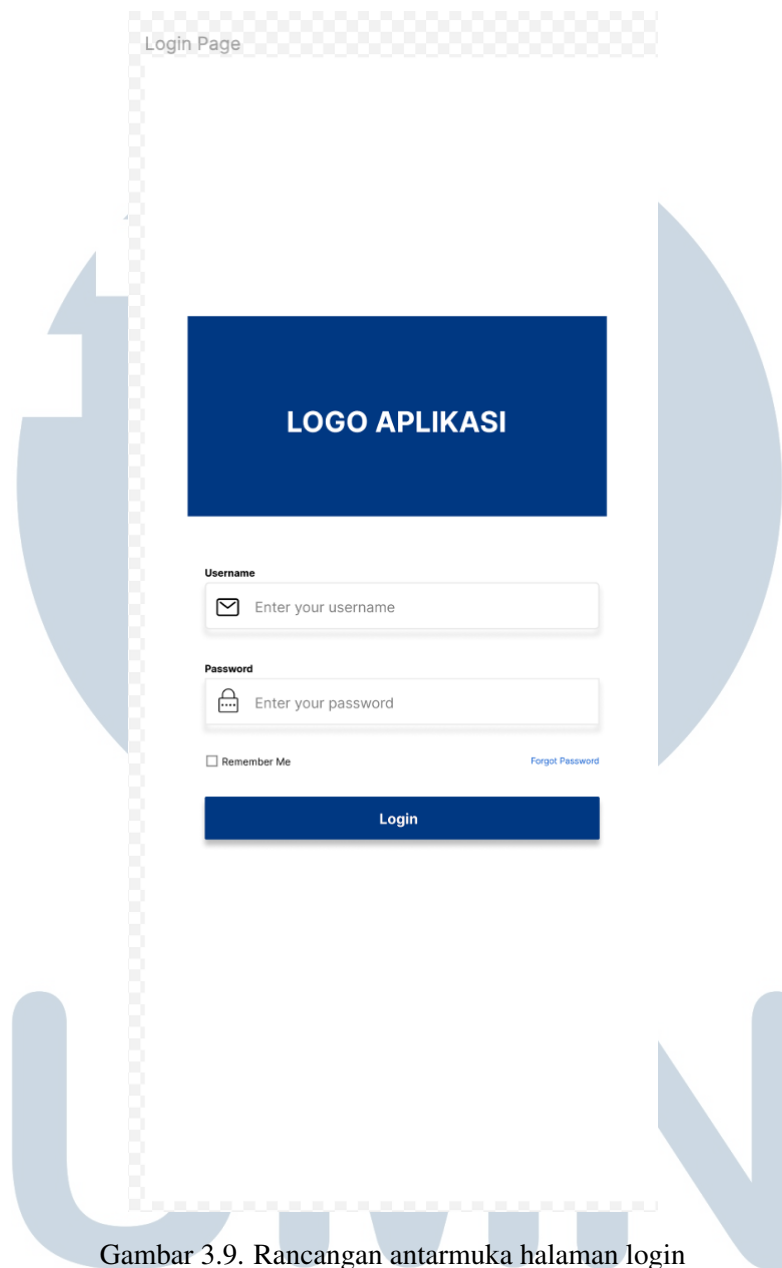 Login Page
LOGO APLIKASI
Username
Enter your username
Password
Enter your password
Remember Me
Forgot Password
Login
UMN
Gambar 3.9. Rancangan antarmuka halaman login